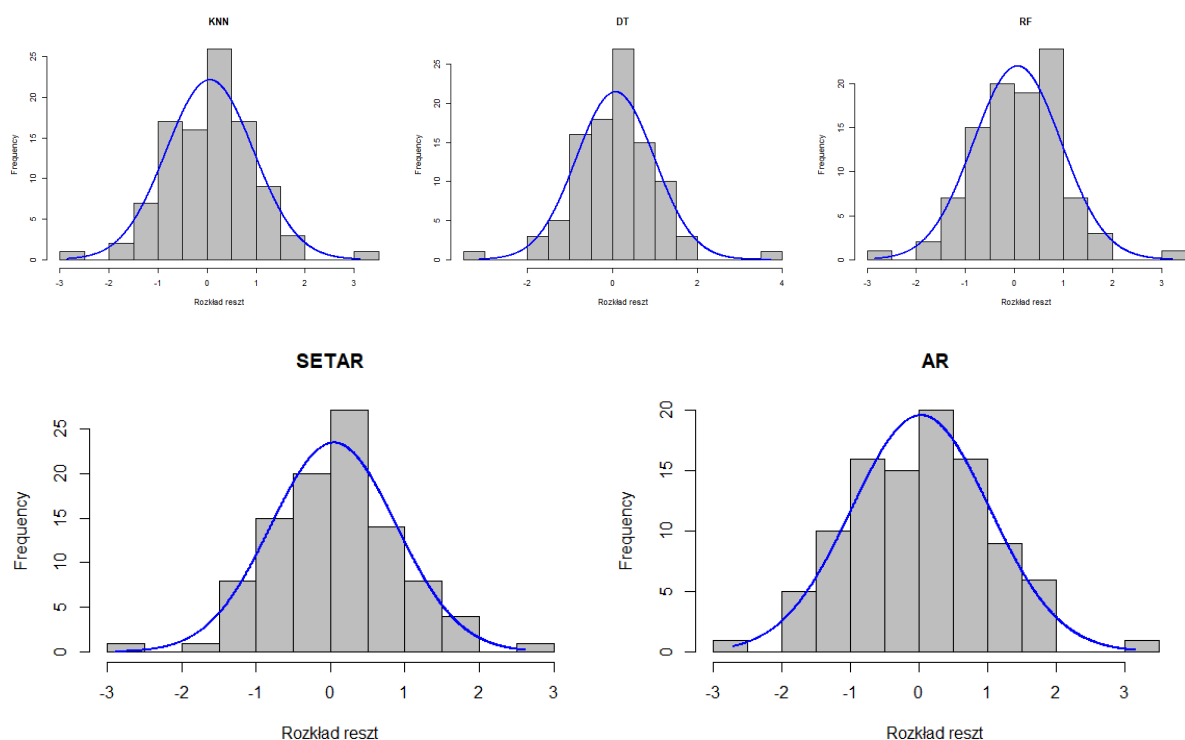 KNN
Frequency
0 5 10 15 20 25
-3 -2 -1 0 1 2 3
Rozkład reszt
DT
Frequency
0 5 10 15 20 25
-2 0 2 4
Rozkład reszt
RF
Frequency
0 5 10 15 20
-3 -2 -1 0 1 2 3
Rozkład reszt
SETAR
Frequency
0 5 10 15 20 25
-3 -2 -1 0 1 2 3
Rozkład reszt
AR
Frequency
0 5 10 15 20
-3 -2 -1 0 1 2 3
Rozkład reszt